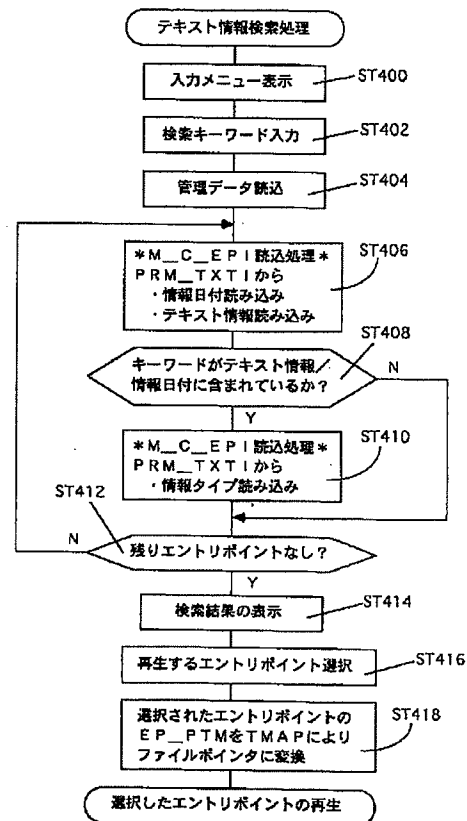 テキスト情報検索処理
入力メニュー表示
ST400
検索キーワード入力
ST402
管理データ読込
ST404
*M__C__EPI読込処理*
PRM__TXTIから
・情報日付読み込み
・テキスト情報読み込み
ST406
キーワードがテキスト情報/
情報日付に含まれているか?
ST408
N
Y
*M__C__EPI読込処理*
PRM__TXTIから
・情報タイプ読み込み
ST410
ST412
残りエントリポイントなし?
N
Y
検索結果の表示
ST414
再生するエントリポイント選択
ST416
選択されたエントリポイントの
EP__PTMをTMAPにより
ファイルポインタに変換
ST418
選択したエントリポイントの再生